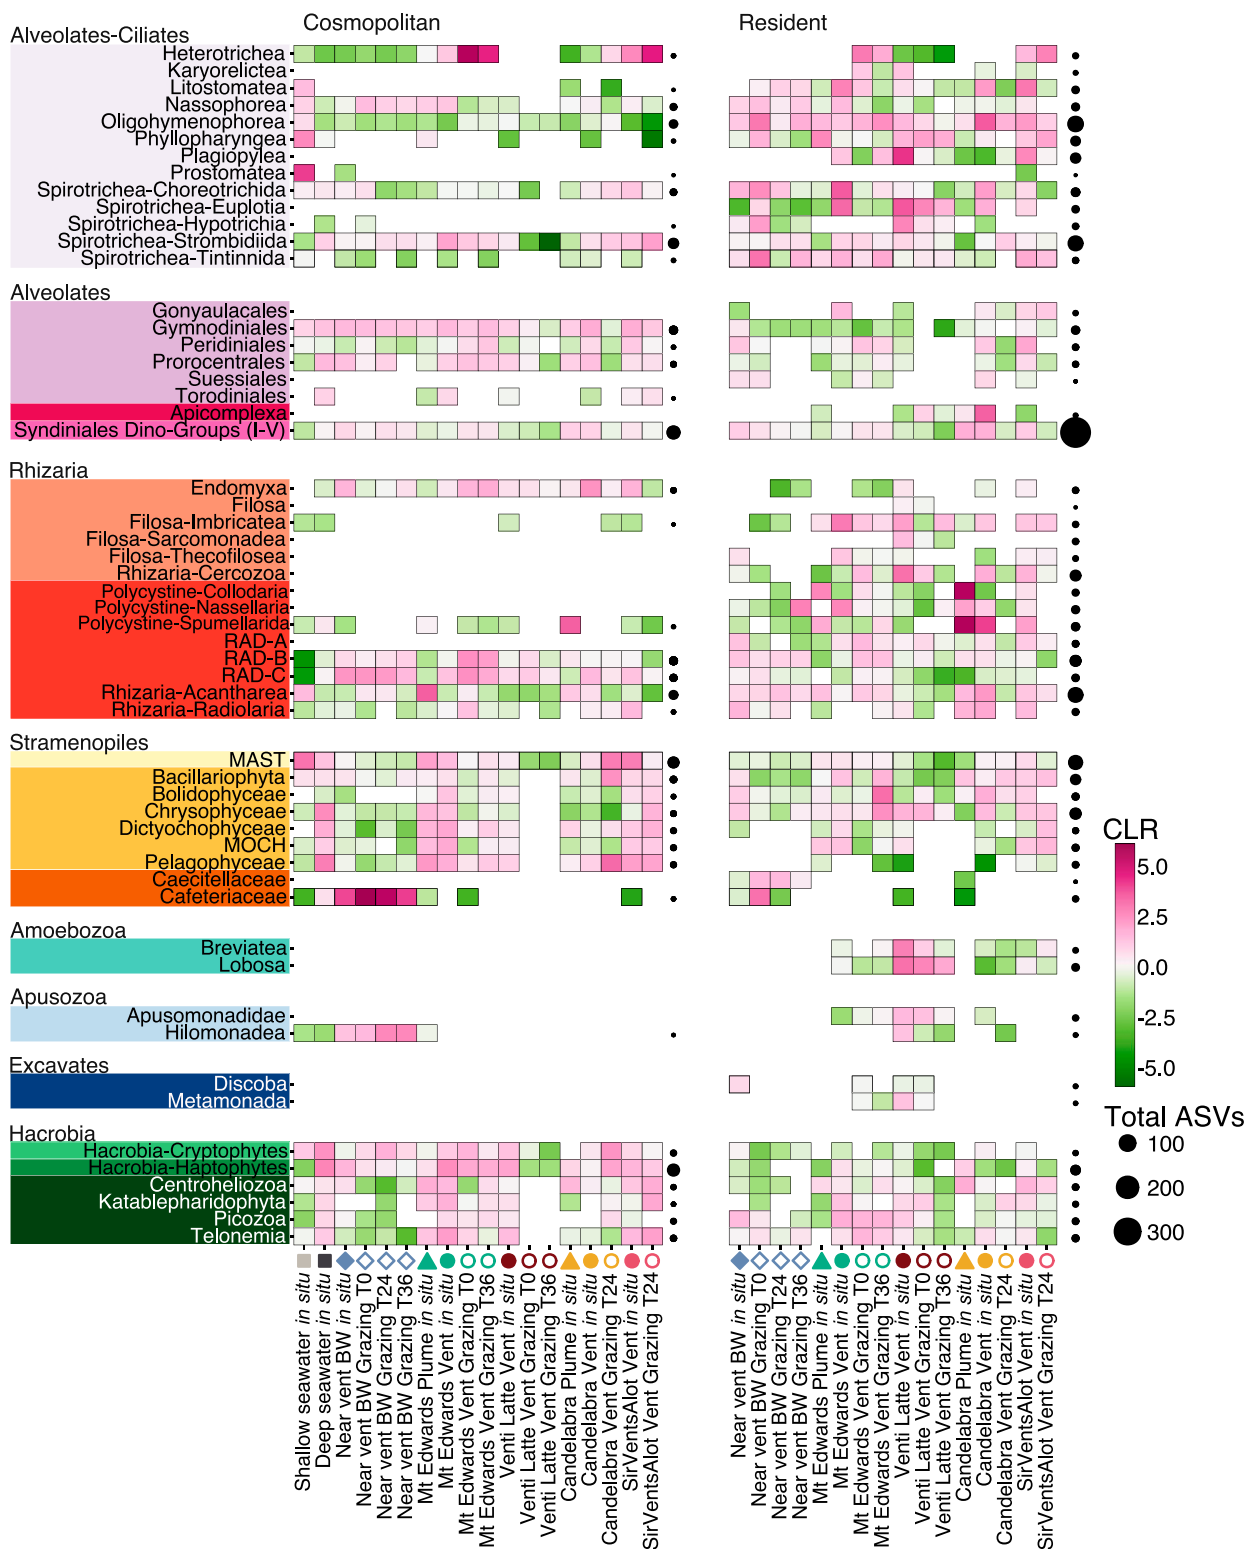 Cosmopolitan
Resident
Alveolates-Ciliates
Heterotrichea
Karyorelictea
Litostomatea
Nassophorea
Oligohymenophorea
Phyllopharyngea
Plagiopylea
Prostomatea
Spirotrichea-Choreotrichida
Spirotrichea-Euplotia
Spirotrichea-Hypotrichia
Spirotrichea-Strombidiida
Spirotrichea-Tintinnida
Alveolates
Gonyaulacales
Gymnodiniales
Peridiniales
Prorocentrales
Suessiales
Torodiniales
Apicomplexa
Syndiniales Dino-Groups (I-V)
Rhizaria
Endomyxa
Filosa
Filosa-Imbricatea
Filosa-Sarcomonadea
Filosa-Thecofilosea
Rhizaria-Cercozoa
Polycystine-Collodaria
Polycystine-Nassellaria
Polycystine-Spumellarida
RAD-A
RAD-B
RAD-C
Rhizaria-Acantharea
Rhizaria-Radiolaria
Stramenopiles
MAST
Bacillariophyta
Bolidophyceae
Chrysophyceae
Dictyochophyceae
MOCH
Pelagophyceae
Caecitellaceae
Cafeteriaceae
Amoebozoa
Breviatea
Lobosa
Apusozoa
Apusomonadidae
Hilomonadea
Excavates
Discoba
Metamonada
Hacrobia
Hacrobia-Cryptophytes
Hacrobia-Haptophytes
Centroheliozoa
Katablepharidophyta
Picozoa
Telonemia
Shallow seawater in situ
Deep seawater in situ
Near vent BW in situ
Near vent BW Grazing T0
Near vent BW Grazing T24
Near vent BW Grazing T36
Mt Edwards Plume in situ
Mt Edwards Vent in situ
Mt Edwards Vent Grazing T0
Mt Edwards Vent Grazing T36
Venti Latte Vent in situ
Venti Latte Vent Grazing T0
Venti Latte Vent Grazing T36
Candelabra Plume in situ
Candelabra Vent in situ
Candelabra Vent Grazing T24
SirVentsAlot Vent in situ
SirVentsAlot Vent Grazing T24
Near vent BW in situ
Near vent BW Grazing T0
Near vent BW Grazing T24
Near vent BW Grazing T36
Mt Edwards Plume in situ
Mt Edwards Vent in situ
Mt Edwards Vent Grazing T0
Mt Edwards Vent Grazing T36
Venti Latte Vent in situ
Venti Latte Vent Grazing T0
Venti Latte Vent Grazing T36
Candelabra Plume in situ
Candelabra Vent in situ
Candelabra Vent Grazing T24
SirVentsAlot Vent in situ
SirVentsAlot Vent Grazing T24
CLR
5.0
2.5
0.0
-2.5
-5.0
Total ASVs
100
200
300